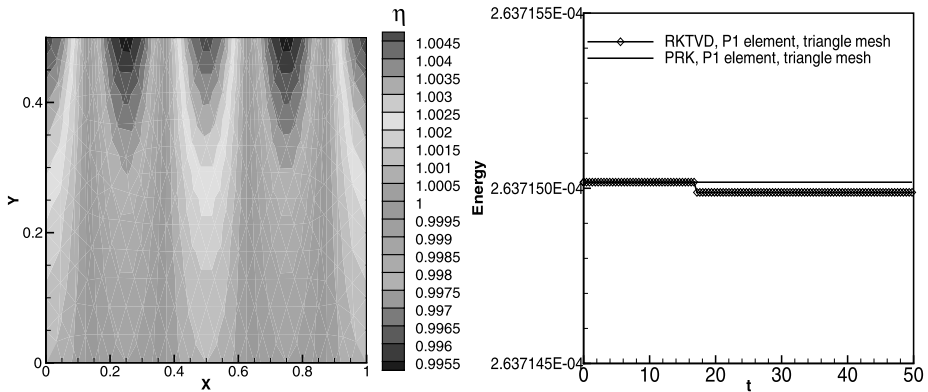 η
1.0045
1.004
1.0035
1.003
1.0025
1.002
1.0015
1.001
1.0005
1
0.9995
0.999
0.9985
0.998
0.9975
0.997
0.9965
0.996
0.9955
Y
0.4
0.2
0
0 0.2 0.4 0.6 0.8 1
X
2.637155E-04
2.637150E-04
2.637145E-04
Energy
RKTVD, P1 element, triangle mesh
PRK, P1 element, triangle mesh
0 10 20 30 40 50
t